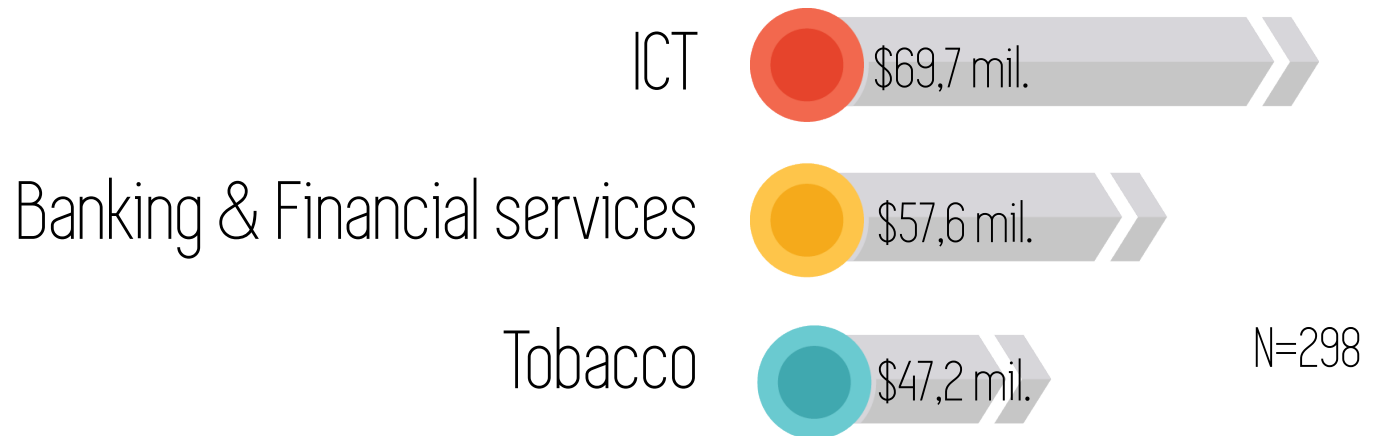 ICT $69,7 mil.
Banking & Financial services $57,6 mil.
Tobacco $47,2 mil.
N=298